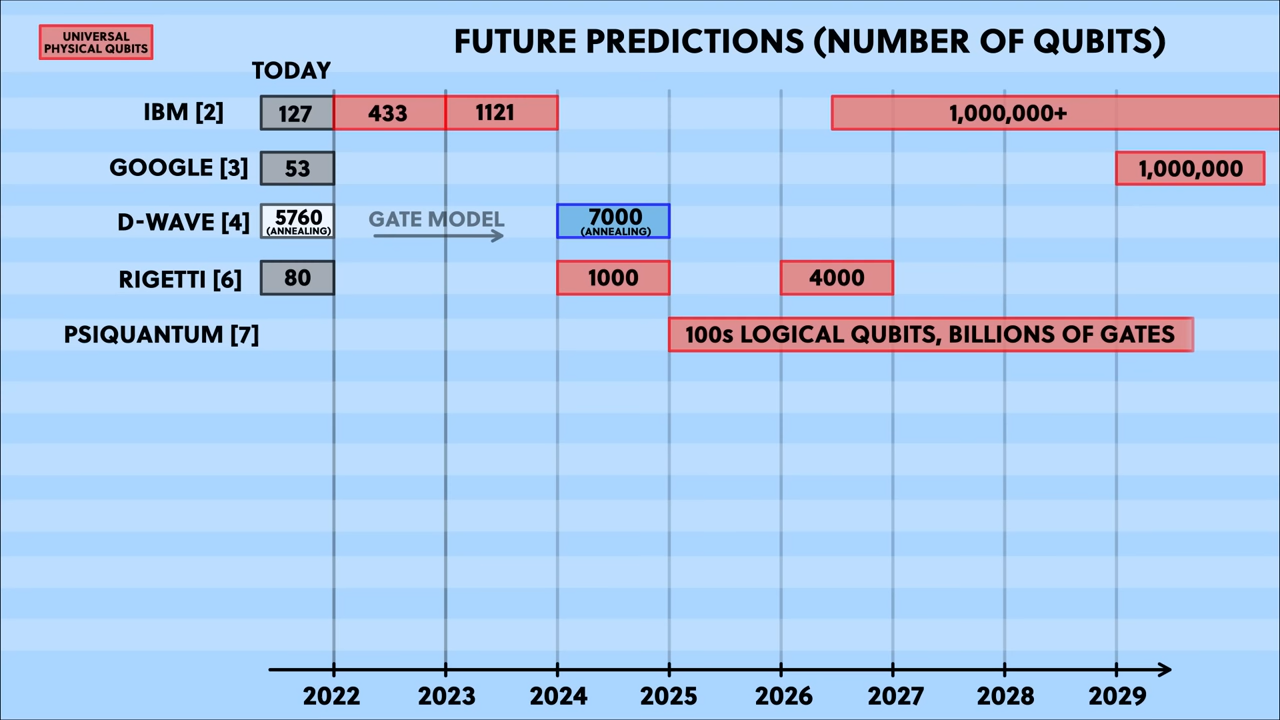 UNIVERSAL
PHYSICAL QUBITS
FUTURE PREDICTIONS (NUMBER OF QUBITS)
TODAY
IBM [2] 127 433 1121 1,000,000+
GOOGLE [3] 53 1,000,000
D-WAVE [4] 5760 (ANNEALING) GATE MODEL 7000 (ANNEALING)
RIGETTI [6] 80 1000 4000
PSIQUANTUM [7] 100s LOGICAL QUBITS, BILLIONS OF GATES
2022 2023 2024 2025 2026 2027 2028 2029